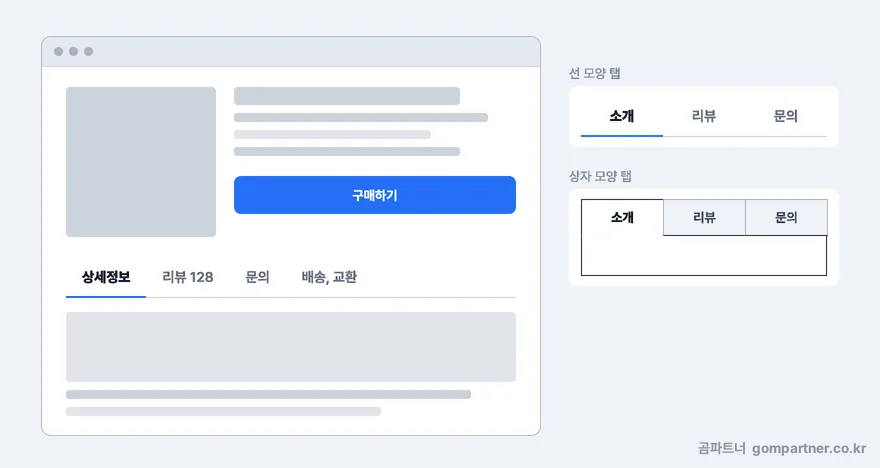 구매하기
상세정보 리뷰 128 문의 배송, 교환
선 모양 탭
소개 리뷰 문의
상자 모양 탭
소개 리뷰 문의
곰파트너 gompartner.co.kr